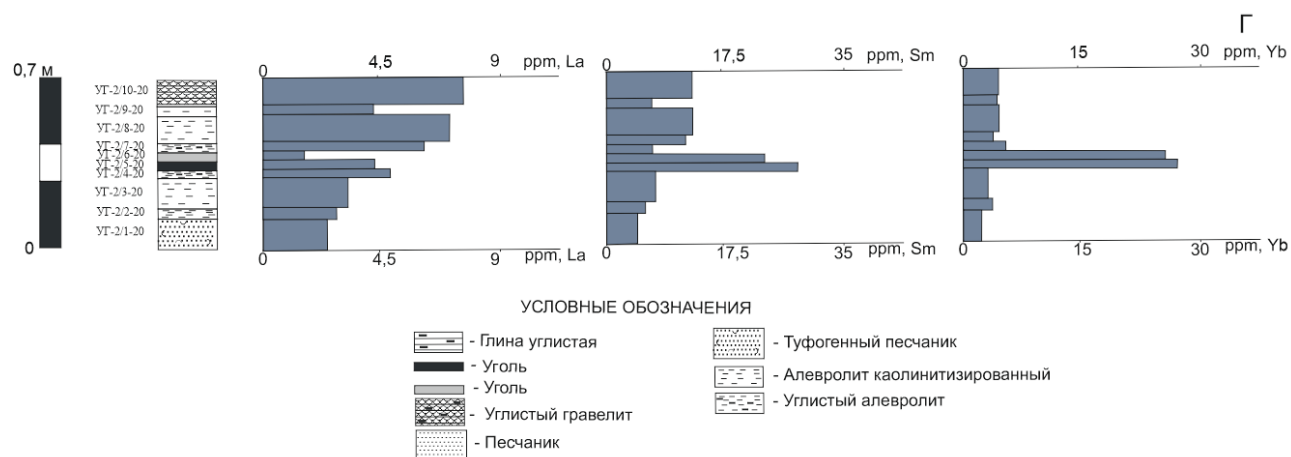 Г
0 4,5 9 ppm, La
0 17,5 35 ppm, Sm
0 15 30 ppm, Yb
0,7 м
УГ-2/10-20
УГ-2/9-20
УГ-2/8-20
УГ-2/7-20
УГ-2/6-20
УГ-2/5-20
УГ-2/4-20
УГ-2/3-20
УГ-2/2-20
УГ-2/1-20
0
0 4,5 9 ppm, La
0 17,5 35 ppm, Sm
0 15 30 ppm, Yb
УСЛОВНЫЕ ОБОЗНАЧЕНИЯ
- Глина углистая
- Уголь
- Уголь
- Углистый гравелит
- Песчаник
- Туфогенный песчаник
- Алевролит каолинитизированный
- Углистый алевролит